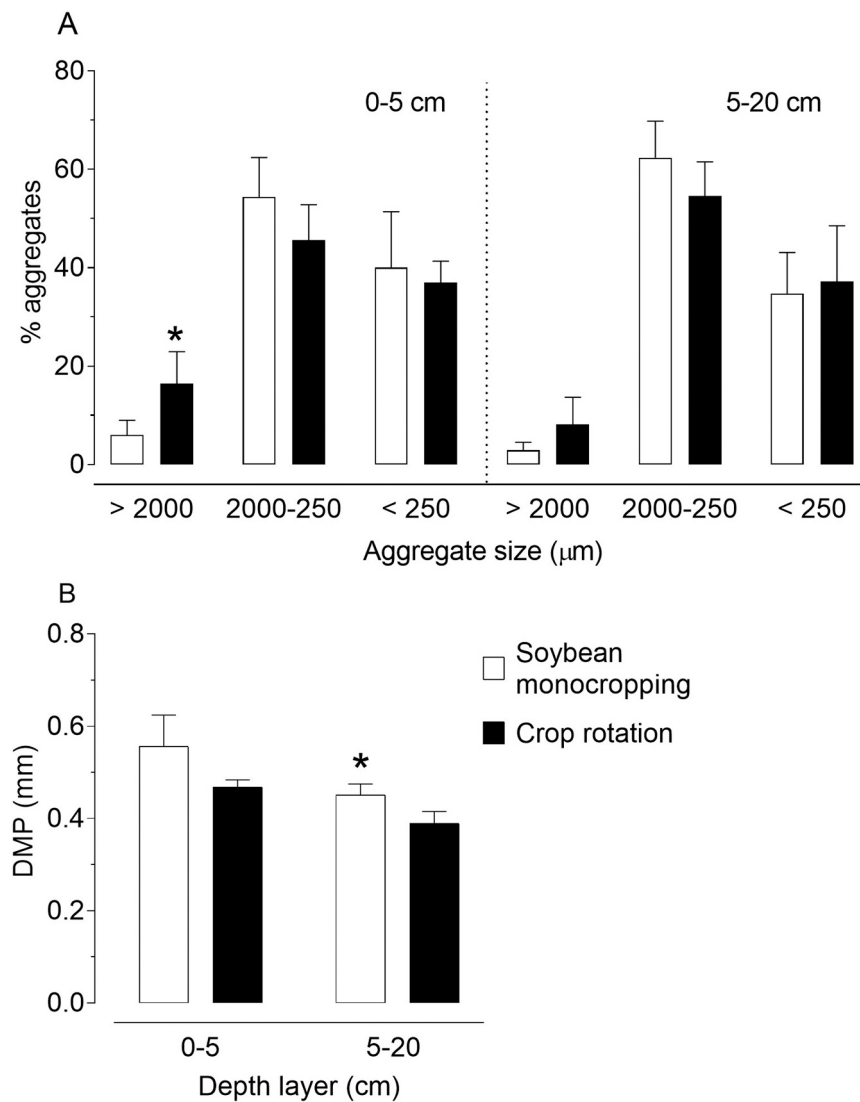 A
80
0-5 cm
5-20 cm
60
% aggregates
40
*
20
0
> 2000
2000-250
< 250
> 2000
2000-250
< 250
Aggregate size (μm)
B
0.8
Soybean
monocropping
Crop rotation
0.6
*
DMP (mm)
0.4
0.2
0.0
0-5
5-20
Depth layer (cm)